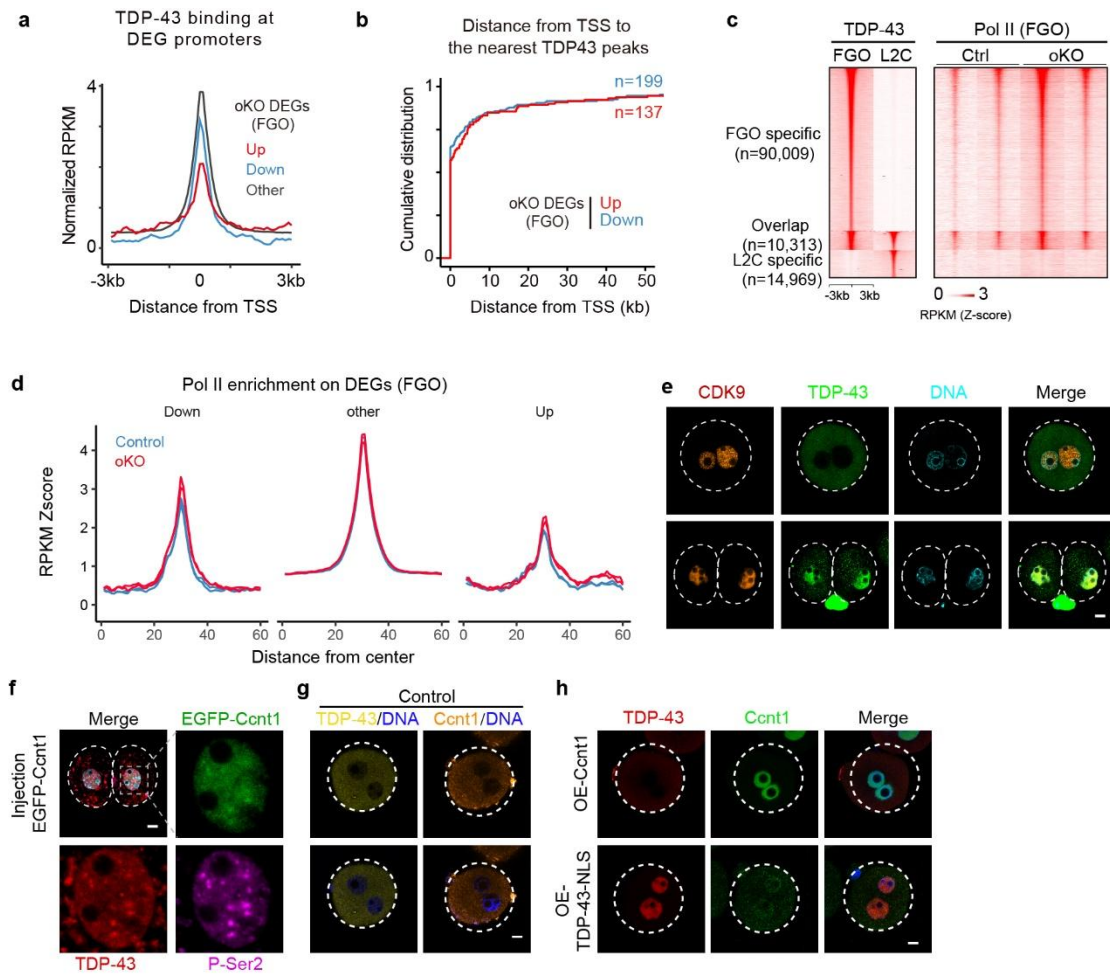 a
TDP-43 binding at
DEG promoters
Normalized RPKM
4
0
oKO DEGs
(FGO)
Up
Down
Other
-3kb
0
3kb
Distance from TSS
b
Distance from TSS to
the nearest TDP43 peaks
Cumulative distribution
1
0
n=199
n=137
oKO DEGs
(FGO)
Up
Down
0
10
20
30
40
50
Distance from TSS (kb)
c
TDP-43
Pol II (FGO)
FGO L2C
Ctrl
oKO
FGO specific
(n=90,009)
Overlap
(n=10,313)
L2C specific
(n=14,969)
-3kb
3kb
0
3
RPKM (Z-score)
d
Pol II enrichment on DEGs (FGO)
Down
other
Up
Control
oKO
RPKM Zscore
4
3
2
1
0
0 20 40 60
0 20 40 60
0 20 40 60
Distance from center
e
CDK9
TDP-43
DNA
Merge
f
Merge
EGFP-Ccnt1
Injection
EGFP-Ccnt1
TDP-43
P-Ser2
g
Control
TDP-43/DNA
Ccnt1/DNA
h
TDP-43
Ccnt1
Merge
OE-Ccnt1
OE-
TDP-43-NLS